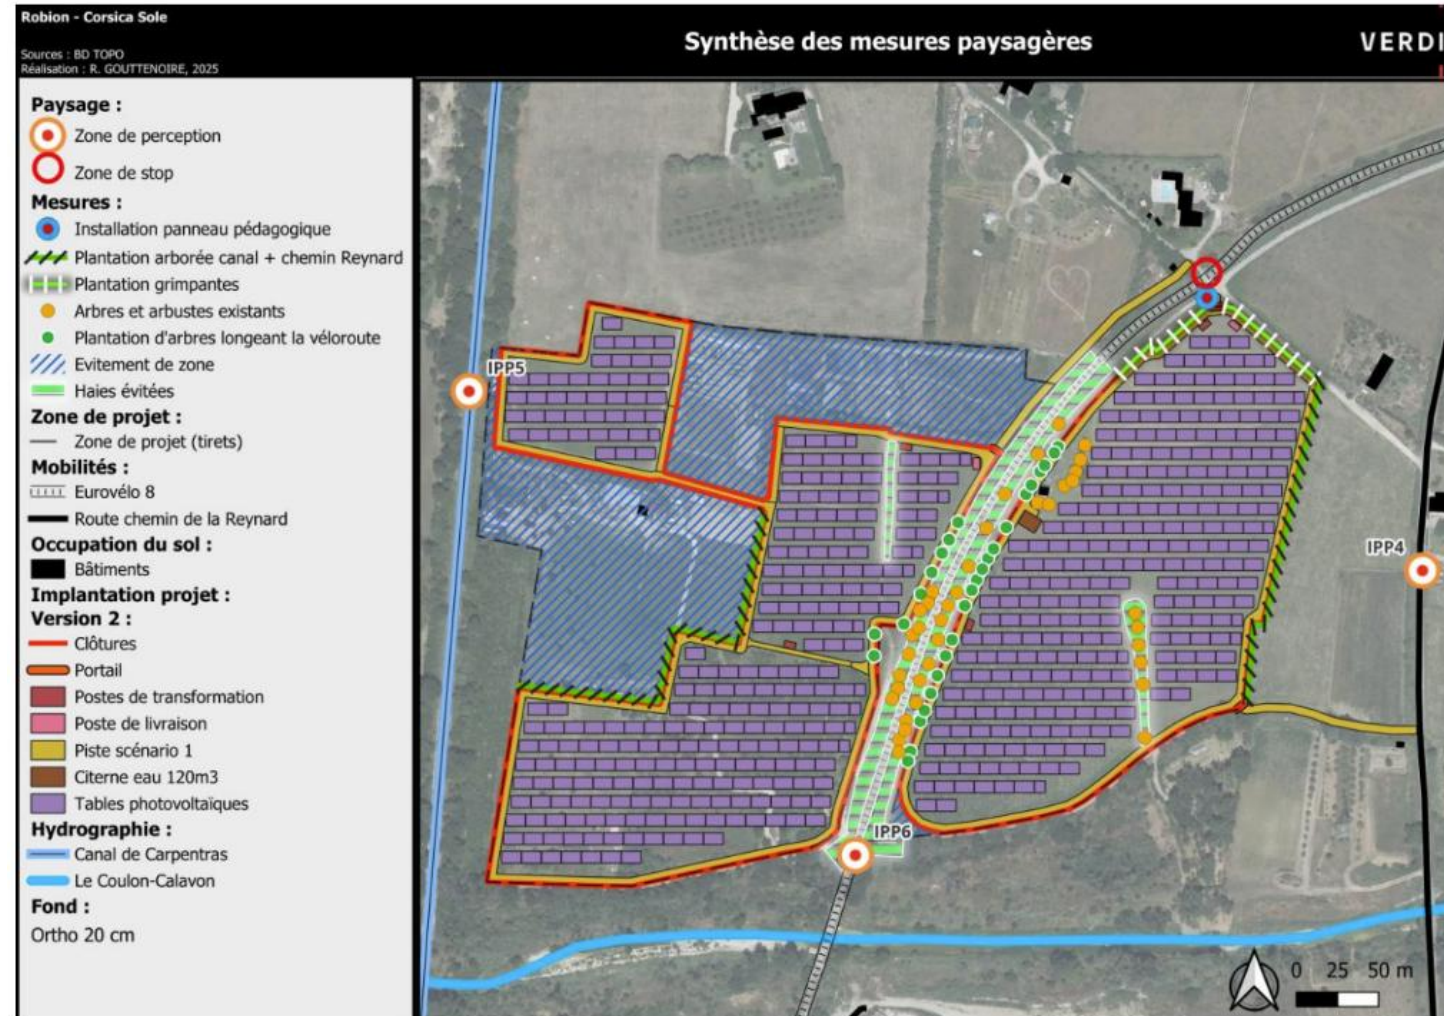 Robion - Corsica Sole
Sources : BD TOPO
Réalisation : R. GOUTTENOIRE, 2025
Synthèse des mesures paysagères
VERDI
Paysage :
Zone de perception
Zone de stop
Mesures :
Installation panneau pédagogique
Plantation arborée canal + chemin Reynard
Plantation grimpantes
Arbres et arbustes existants
Plantation d'arbres longeant la véloroute
Evitement de zone
Haies évitées
Zone de projet :
Zone de projet (tirets)
Mobilités :
Eurovélo 8
Route chemin de la Reynard
Occupation du sol :
Bâtiments
Implantation projet :
Version 2 :
Clôtures
Portail
Postes de transformation
Poste de livraison
Piste scénario 1
Citerne eau 120m3
Tables photovoltaïques
Hydrographie :
Canal de Carpentras
Le Coulon-Calavon
Fond :
Ortho 20 cm
IPP5
IPP4
IPP6
0 25 50 m